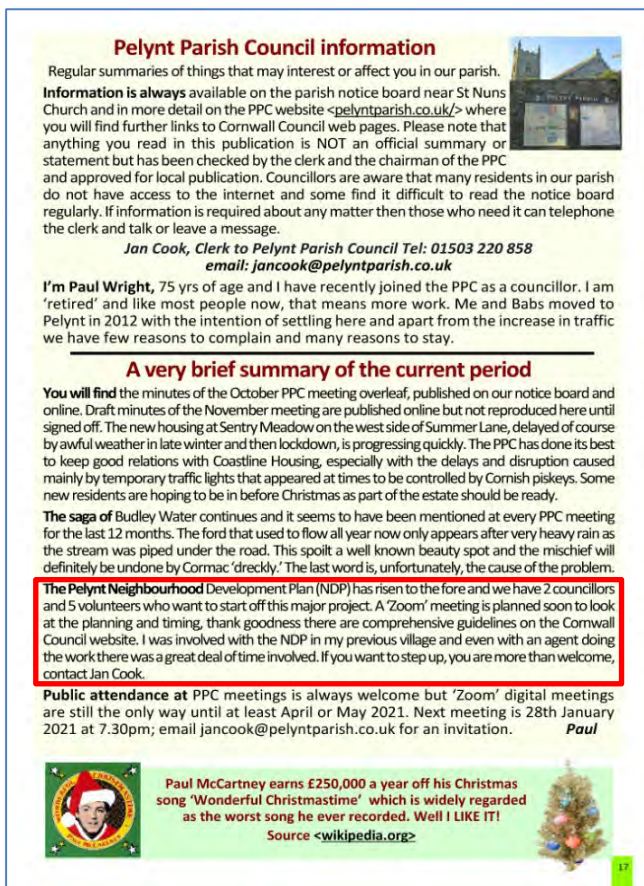 Pelynt Parish Council information
Regular summaries of things that may interest or affect you in our parish.
Information is always available on the parish notice board near St Nuns
Church and in more detail on the PPC website <pelyntparish.co.uk/> where
you will find further links to Cornwall Council web pages. Please note that
anything you read in this publication is NOT an official summary or
statement but has been checked by the clerk and the chairman of the PPC
and approved for local publication. Councillors are aware that many residents in our parish
do not have access to the internet and some find it difficult to read the notice board
regularly. If information is required about any matter then those who need it can telephone
the clerk and talk or leave a message.
Jan Cook, Clerk to Pelynt Parish Council Tel: 01503 220 858
email: jancook@pelyntparish.co.uk
I'm Paul Wright, 75 yrs of age and I have recently joined the PPC as a councillor. I am
'retired' and like most people now, that means more work. Me and Babs moved to
Pelynt in 2012 with the intention of settling here and apart from the increase in traffic
we have few reasons to complain and many reasons to stay.
A very brief summary of the current period
You will find the minutes of the October PPC meeting overleaf, published on our notice board and
online. Draft minutes of the November meeting are published online but not reproduced here until
signed off. The new housing at Sentry Meadow on the west side of Summer Lane, delayed of course
by awful weather in late winter and then lockdown, is progressing quickly. The PPC has done its best
to keep good relations with Coastline Housing, especially with the delays and disruption caused
mainly by temporary traffic lights that appeared at times to be controlled by Cornish piskeys. Some
new residents are hoping to be in before Christmas as part of the estate should be ready.
The saga of Budley Water continues and it seems to have been mentioned at every PPC meeting
for the last 12 months. The ford that used to flow all year now only appears after very heavy rain as
the stream was piped under the road. This spoilt a well known beauty spot and the mischief will
definitely be undone by Cormac 'dreckly.' The last word is, unfortunately, the cause of the problem.
The Pelynt Neighbourhood Development Plan (NDP) has risen to the fore and we have 2 councillors
and 5 volunteers who want to start off this major project. A 'Zoom' meeting is planned soon to look
at the planning and timing, thank goodness there are comprehensive guidelines on the Cornwall
Council website. I was involved with the NDP in my previous village and even with an agent doing
the work there was a great deal of time involved. If you want to step up, you are more than welcome,
contact Jan Cook.
Public attendance at PPC meetings is always welcome but 'Zoom' digital meetings
are still the only way until at least April or May 2021. Next meeting is 28th January
2021 at 7.30pm; email jancook@pelyntparish.co.uk for an invitation. Paul
Paul McCartney earns £250,000 a year off his Christmas
song 'Wonderful Christmastime' which is widely regarded
as the worst song he ever recorded. Well I LIKE IT!
Source <wikipedia.org>
17